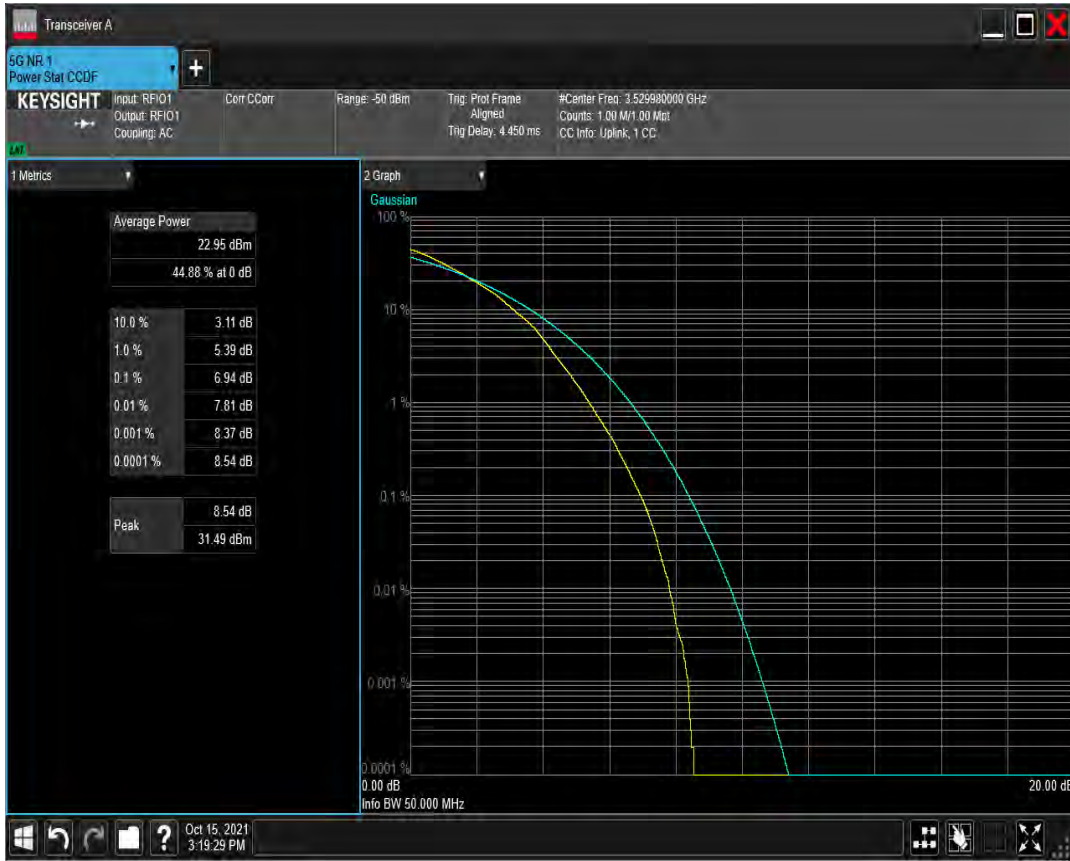 Transceiver A
5G NR 1
Power Stat CCDF
+
KEYSIGHT
Input: RFIO1
Output: RFIO1
Coupling: AC
Corr CCorr
Range: -50 dBm
Trig: Prot Frame
Aligned
Trig Delay: 4.450 ms
#Center Freq: 3.529980000 GHz
Counts: 1.00 M/1.00 Mpt
CC Info: Uplink, 1 CC
1 Metrics
Average Power
22.95 dBm
44.88 % at 0 dB
10.0 % 3.11 dB
1.0 % 5.39 dB
0.1 % 6.94 dB
0.01 % 7.81 dB
0.001 % 8.37 dB
0.0001 % 8.54 dB
Peak
8.54 dB
31.49 dBm
2 Graph
Gaussian
100 %
10 %
1 %
0.1 %
0.01 %
0.001 %
0.0001 %
0.00 dB
20.00 dB
Info BW 50.000 MHz
?
Oct 15, 2021
3:19:29 PM